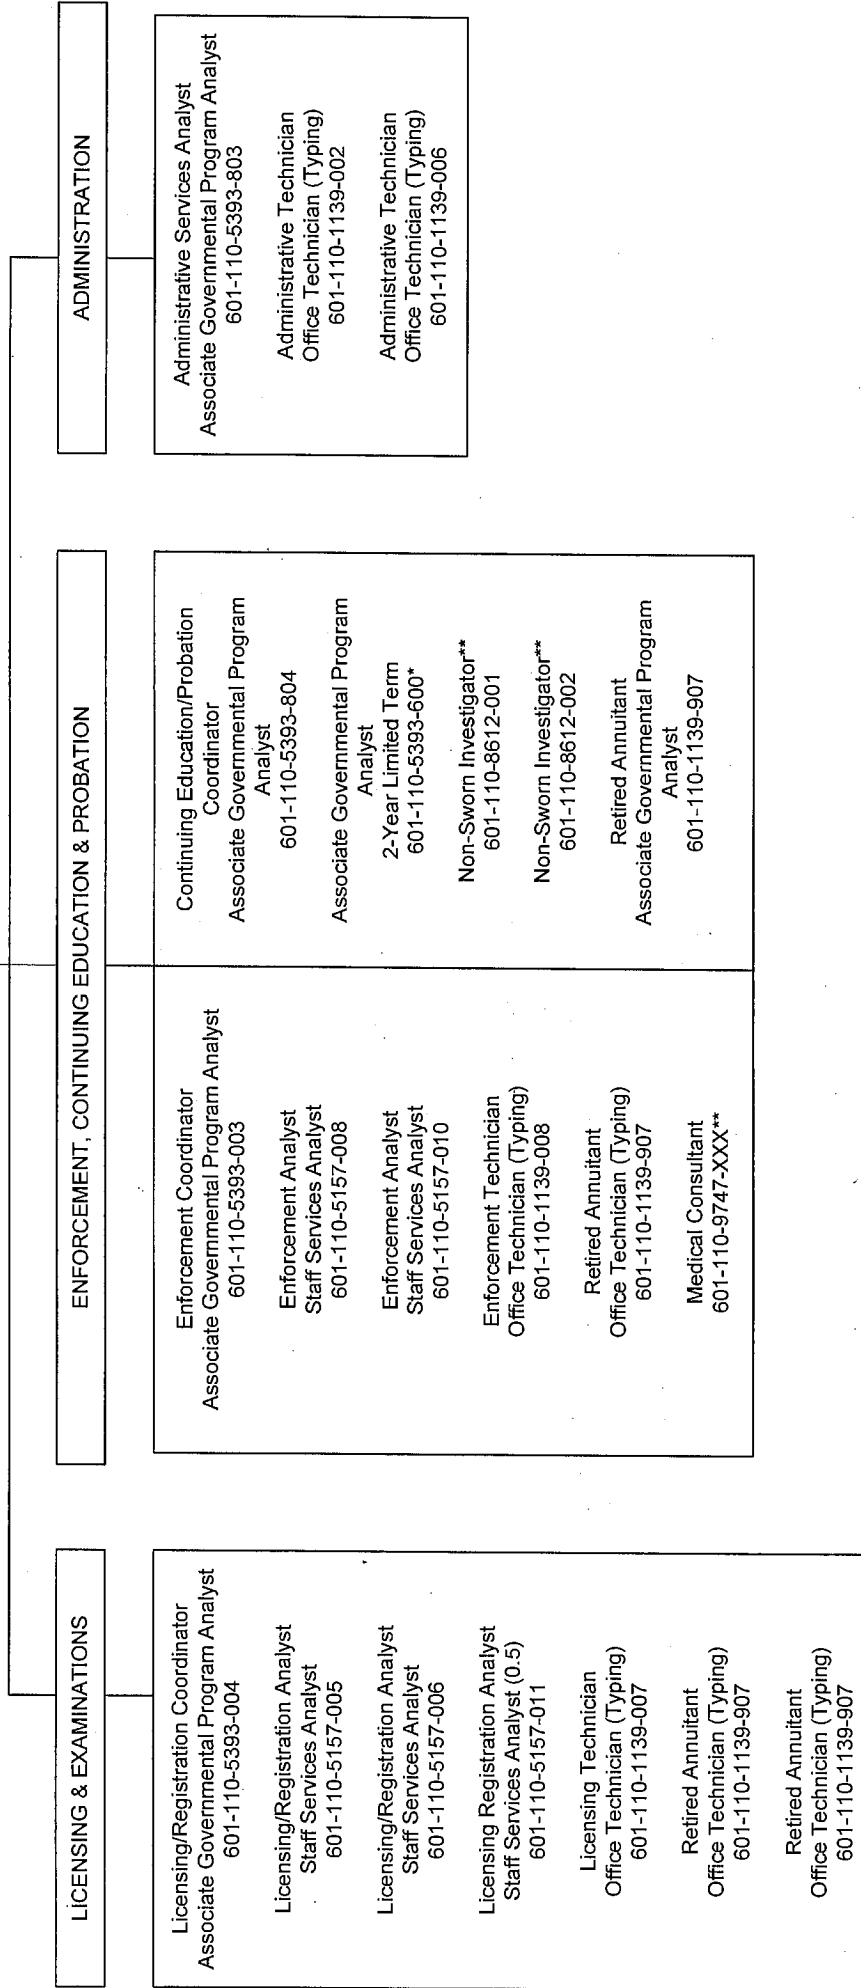 LICENSING & EXAMINATIONS
Licensing/Registration Coordinator
Associate Governmental Program Analyst
601-110-5393-004
Licensing/Registration Analyst
Staff Services Analyst
601-110-5157-005
Licensing/Registration Analyst
Staff Services Analyst
601-110-5157-006
Licensing Registration Analyst
Staff Services Analyst (0.5)
601-110-5157-011
Licensing Technician
Office Technician (Typing)
601-110-1139-007
Retired Annuitant
Office Technician (Typing)
601-110-1139-907
Retired Annuitant
Office Technician (Typing)
601-110-1139-907
ENFORCEMENT, CONTINUING EDUCATION & PROBATION
Enforcement Coordinator
Associate Governmental Program Analyst
601-110-5393-003
Enforcement Analyst
Staff Services Analyst
601-110-5157-008
Enforcement Analyst
Staff Services Analyst
601-110-5157-010
Enforcement Technician
Office Technician (Typing)
601-110-1139-008
Retired Annuitant
Office Technician (Typing)
601-110-1139-907
Medical Consultant
601-110-9747-XXX**
Continuing Education/Probation
Coordinator
Associate Governmental Program
Analyst
601-110-5393-804
Associate Governmental Program
Analyst
2-Year Limited Term
601-110-5393-600*
Non-Sworn Investigator**
601-110-8612-001
Non-Sworn Investigator**
601-110-8612-002
Retired Annuitant
Associate Governmental Program
Analyst
601-110-1139-907
ADMINISTRATION
Administrative Services Analyst
Associate Governmental Program Analyst
601-110-5393-803
Administrative Technician
Office Technician (Typing)
601-110-1139-002
Administrative Technician
Office Technician (Typing)
601-110-1139-006